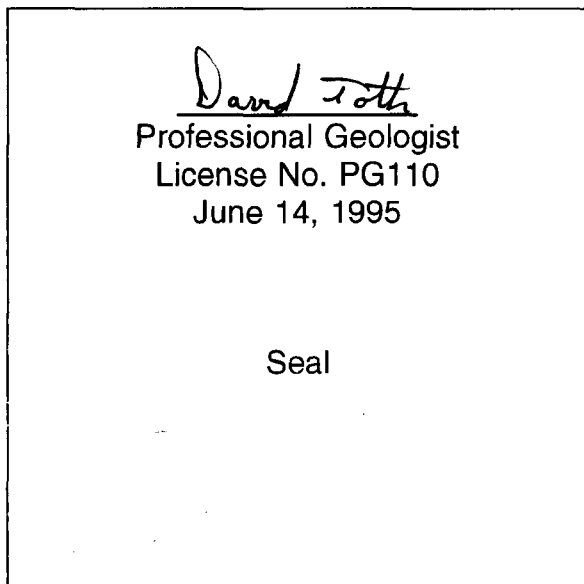 David Toth
Professional Geologist
License No. PG110
June 14, 1995
Seal